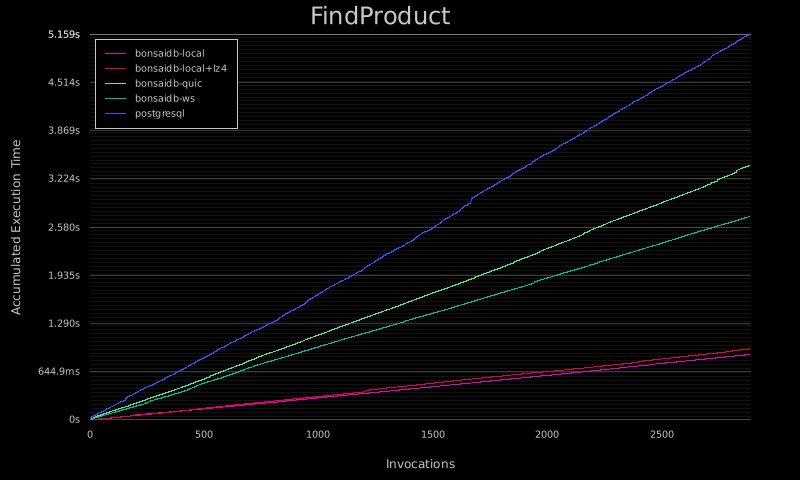 FindProduct
5.159s
4.514s
3.869s
3.224s
2.580s
1.935s
1.290s
644.9ms
0s
Accumulated Execution Time
bonsaidb-local
bonsaidb-local+lz4
bonsaidb-quic
bonsaidb-ws
postgresql
0 500 1000 1500 2000 2500
Invocations